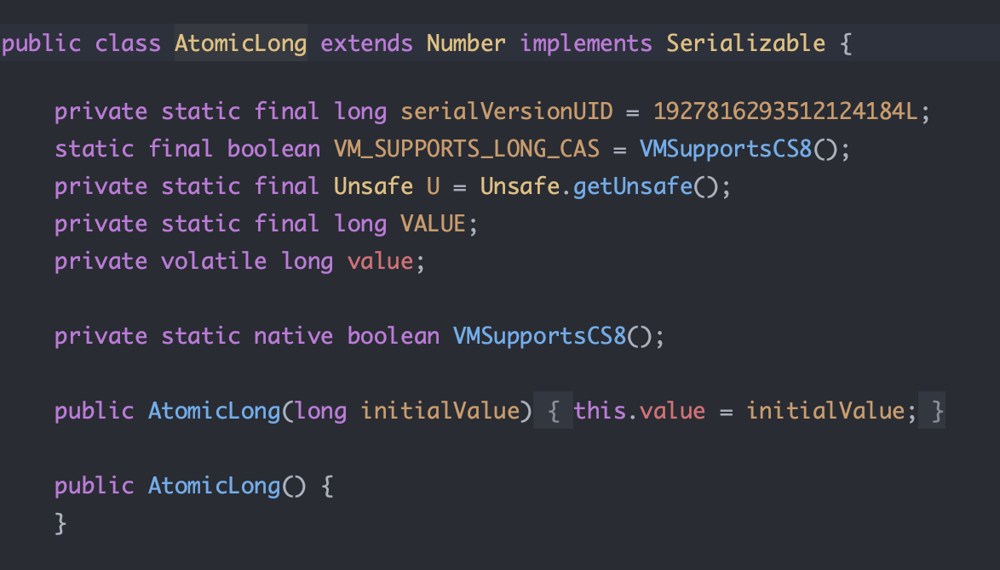 public class AtomicLong extends Number implements Serializable {
private static final long serialVersionUID = 1927816293512124184L;
static final boolean VM_SUPPORTS_LONG_CAS = VMSupportsCS8();
private static final Unsafe U = Unsafe.getUnsafe();
private static final long VALUE;
private volatile long value;
private static native boolean VMSupportsCS8();
public AtomicLong(long initialValue) { this.value = initialValue; }
public AtomicLong() {
}